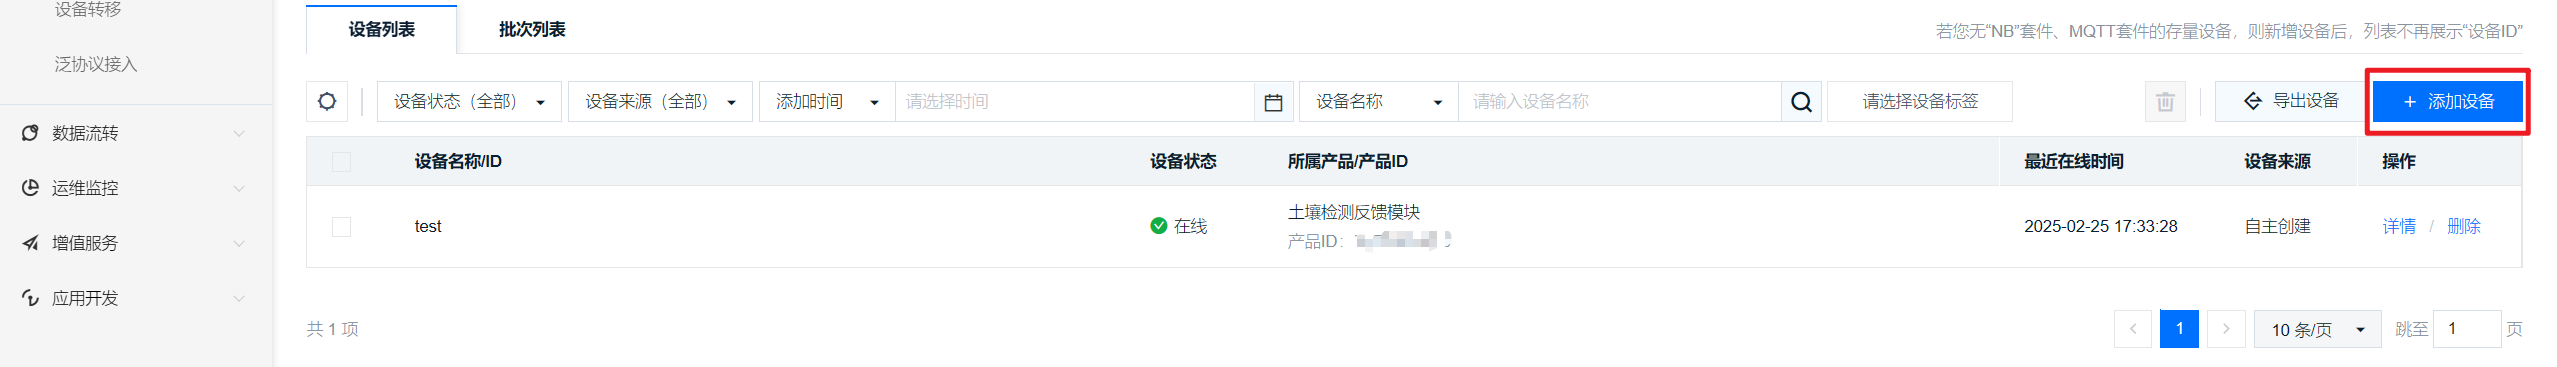 设备转移
泛协议接入
数据流转
运维监控
增值服务
应用开发
设备列表 批次列表 若您无“NB”套件、MQTT套件的存量设备，则新增设备后，列表不再展示“设备ID”
设备状态（全部） 设备来源（全部） 添加时间 请选择时间 设备名称 请输入设备名称 请选择设备标签 导出设备 + 添加设备
设备名称/ID 设备状态 所属产品/产品ID 最近在线时间 设备来源 操作
test 在线 土壤检测反馈模块 2025-02-25 17:33:28 自主创建 详情 / 删除
产品ID：
共 1 项 < 1 > 10 条/页 跳至 1 页